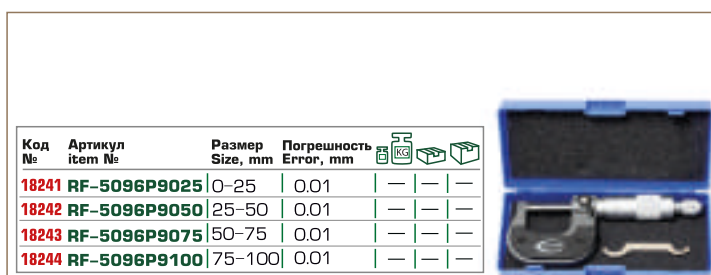 Код Артикул Размер Погрешность
№ item № Size, mm Error, mm KG
18241 RF-5096P9025 0-25 0.01 — — —
18242 RF-5096P9050 25-50 0.01 — — —
18243 RF-5096P9075 50-75 0.01 — — —
18244 RF-5096P9100 75-100 0.01 — — —